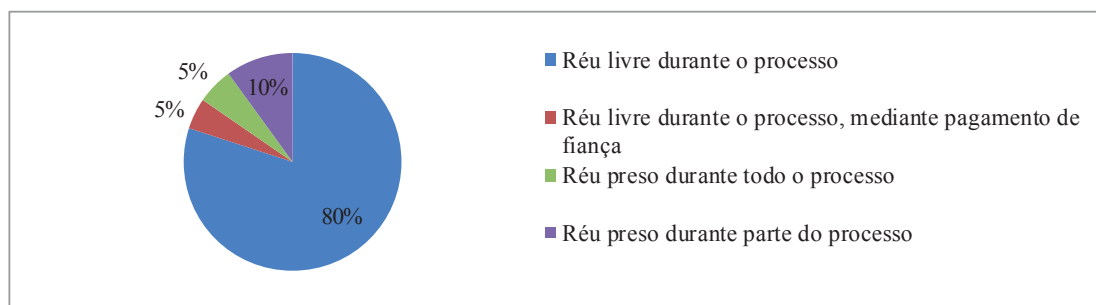 5%
10%
5%
80%
Réu livre durante o processo
Réu livre durante o processo, mediante pagamento de
fiança
Réu preso durante todo o processo
Réu preso durante parte do processo